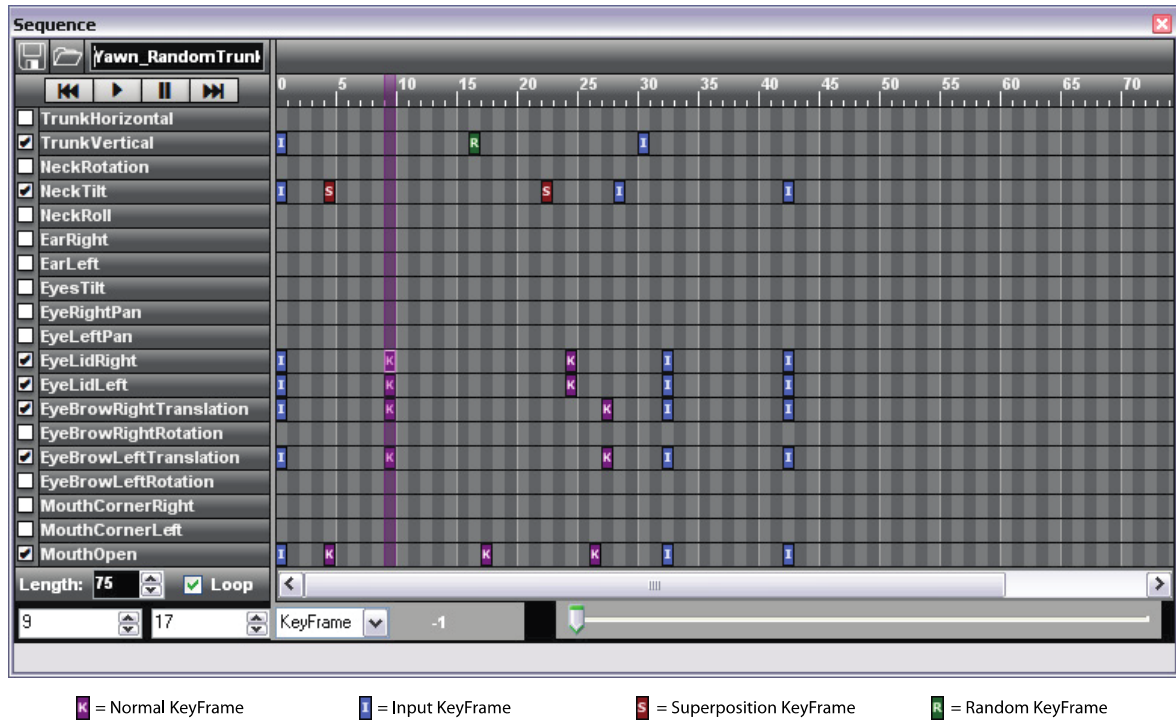 Sequence
Yawn_RandomTrunk
0 5 10 15 20 25 30 35 40 45 50 55 60 65 70
TrunkHorizontal
TrunkVertical I R I
NeckRotation
NeckTilt I S S I I
NeckRoll
EarRight
EarLeft
EyesTilt
EyeRightPan
EyeLeftPan
EyeLidRight I K K I I
EyeLidLeft I K K I I
EyeBrowRightTranslation I K K I I
EyeBrowRightRotation
EyeBrowLeftTranslation I K K I I
EyeBrowLeftRotation
MouthCornerRight
MouthCornerLeft
MouthOpen I K K K I I
Length: 75 Loop
9 17 KeyFrame -1
K = Normal KeyFrame I = Input KeyFrame S = Superposition KeyFrame R = Random KeyFrame